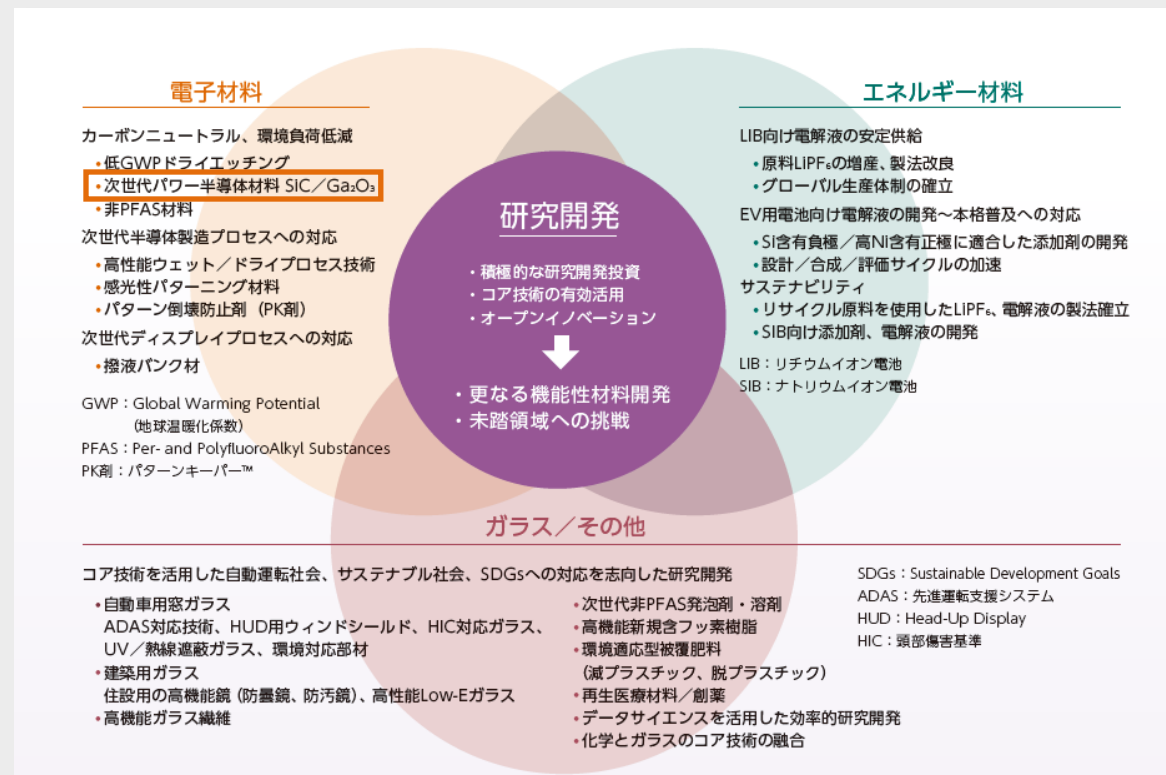 電子材料
カーボンニュートラル、環境負荷低減
・低GWPドライエッチング
・次世代パワー半導体材料 SiC／Ga₂O₃
・非PFAS材料
次世代半導体製造プロセスへの対応
・高性能ウェット／ドライプロセス技術
・感光性パターニング材料
・パターン倒壊防止剤（PK剤）
次世代ディスプレイプロセスへの対応
・撥液バンク材
GWP：Global Warming Potential
（地球温暖化係数）
PFAS：Per- and PolyfluoroAlkyl Substances
PK剤：パターンキーパー™
研究開発
・積極的な研究開発投資
・コア技術の有効活用
・オープンイノベーション
・更なる機能性材料開発
・未踏領域への挑戦
エネルギー材料
LIB向け電解液の安定供給
・原料LiPF₆の増産、製法改良
・グローバル生産体制の確立
EV用電池向け電解液の開発～本格普及への対応
・Si含有負極／高Ni含有正極に適合した添加剤の開発
・設計／合成／評価サイクルの加速
サステナビリティ
・リサイクル原料を使用したLiPF₆、電解液の製法確立
・SIB向け添加剤、電解液の開発
LIB：リチウムイオン電池
SIB：ナトリウムイオン電池
ガラス／その他
コア技術を活用した自動運転社会、サステナブル社会、SDGsへの対応を志向した研究開発
・自動車用窓ガラス
ADAS対応技術、HUD用ウィンドシールド、HIC対応ガラス、
UV／熱線遮蔽ガラス、環境対応部材
・建築用ガラス
住設用の高機能鏡（防曇鏡、防汚鏡）、高性能Low-Eガラス
・高機能ガラス繊維
・次世代非PFAS発泡剤・溶剤
・高機能新規含フッ素樹脂
・環境適応型被覆肥料
（減プラスチック、脱プラスチック）
・再生医療材料／創薬
・データサイエンスを活用した効率的研究開発
・化学とガラスのコア技術の融合
SDGs：Sustainable Development Goals
ADAS：先進運転支援システム
HUD：Head-Up Display
HIC：頸部傷害基準